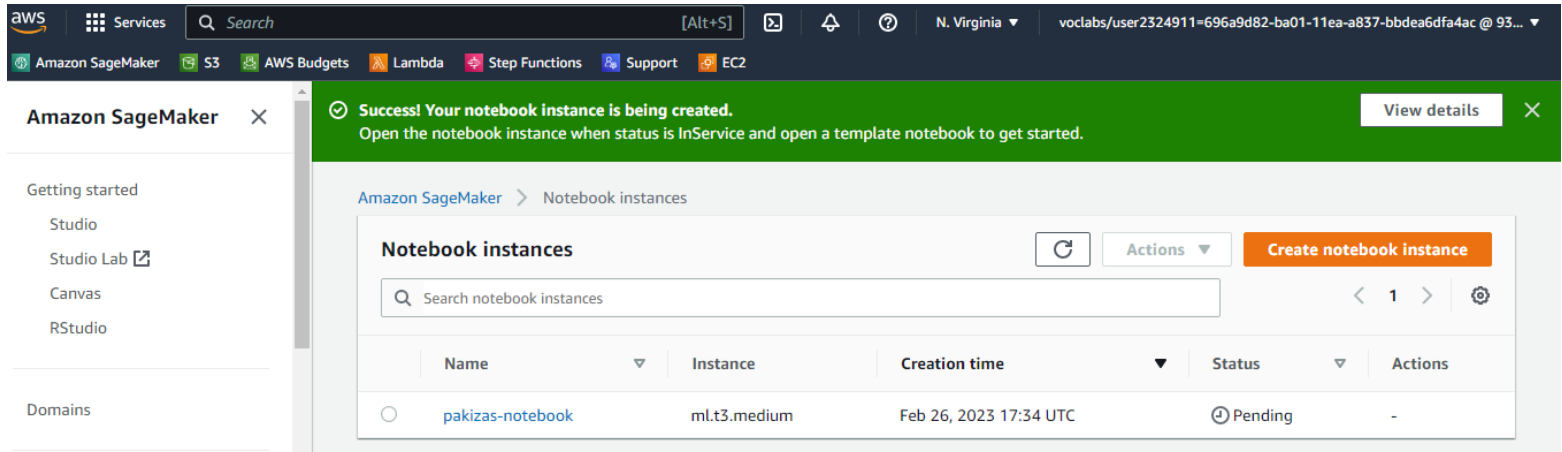 aws Services Search [Alt+S] N. Virginia ▼ voclabs/user2324911=696a9d82-ba01-11ea-a837-bbdea6dfa4ac @ 93... ▼
Amazon SageMaker S3 AWS Budgets Lambda Step Functions Support EC2
Amazon SageMaker
Getting started
Studio
Studio Lab
Canvas
RStudio
Domains
Success! Your notebook instance is being created.
Open the notebook instance when status is InService and open a template notebook to get started.
View details
Amazon SageMaker > Notebook instances
Notebook instances
Actions ▼ Create notebook instance
Search notebook instances
< 1 >
Name Instance Creation time Status Actions
pakizas-notebook ml.t3.medium Feb 26, 2023 17:34 UTC Pending -